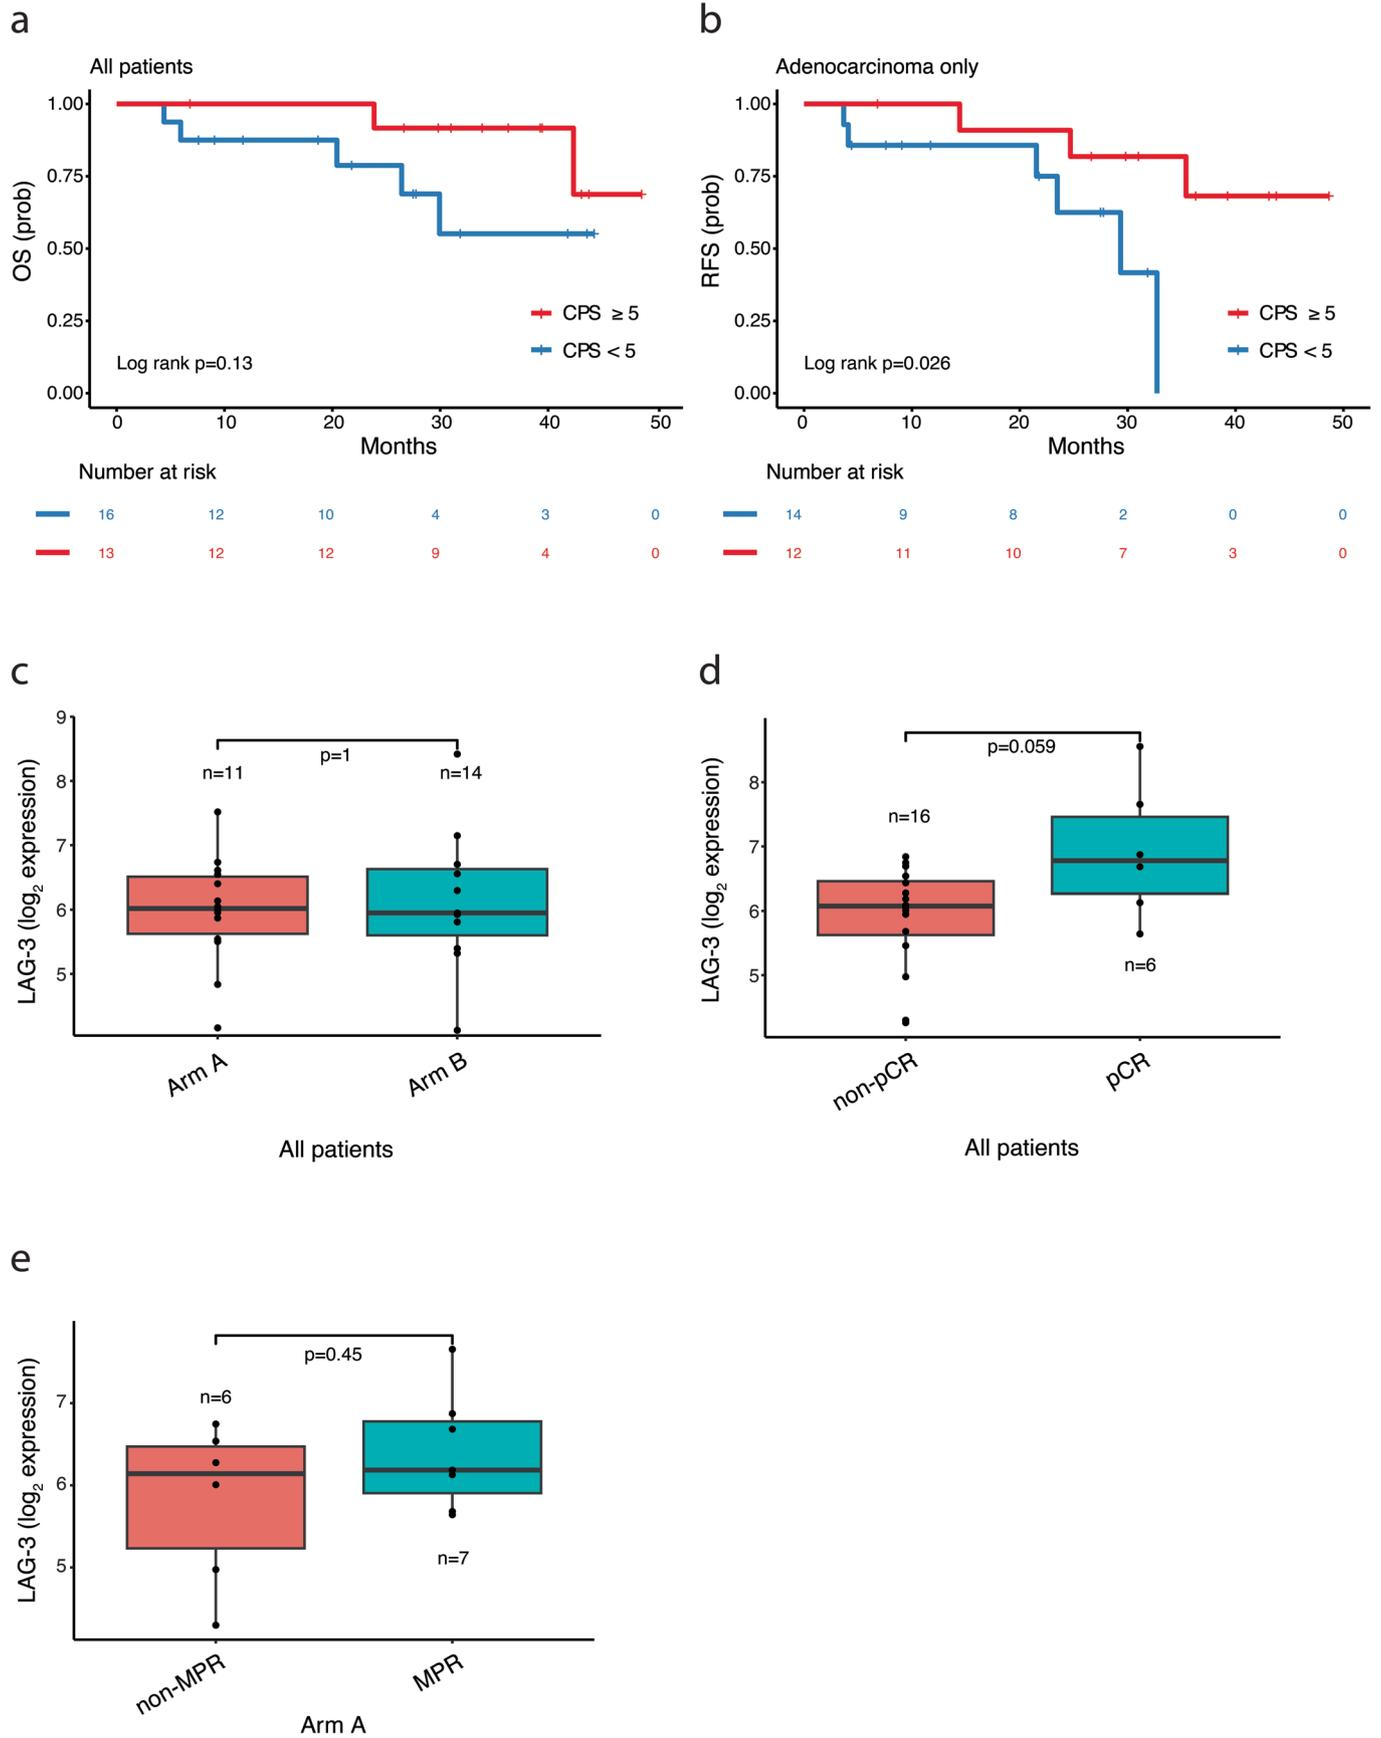 a
All patients
1.00
0.75
0.50
0.25
0.00
OS (prob)
CPS ≥ 5
CPS < 5
Log rank p=0.13
0 10 20 30 40 50
Months
Number at risk
16 12 10 4 3 0
13 12 12 9 4 0
b
Adenocarcinoma only
1.00
0.75
0.50
0.25
0.00
RFS (prob)
CPS ≥ 5
CPS < 5
Log rank p=0.026
0 10 20 30 40 50
Months
Number at risk
14 9 8 2 0 0
12 11 10 7 3 0
c
9
8
7
6
5
LAG-3 (log2 expression)
p=1
n=11
n=14
Arm A
Arm B
All patients
d
8
7
6
5
LAG-3 (log2 expression)
p=0.059
n=16
n=6
non-pCR
pCR
All patients
e
7
6
5
LAG-3 (log2 expression)
p=0.45
n=6
n=7
non-MPR
MPR
Arm A